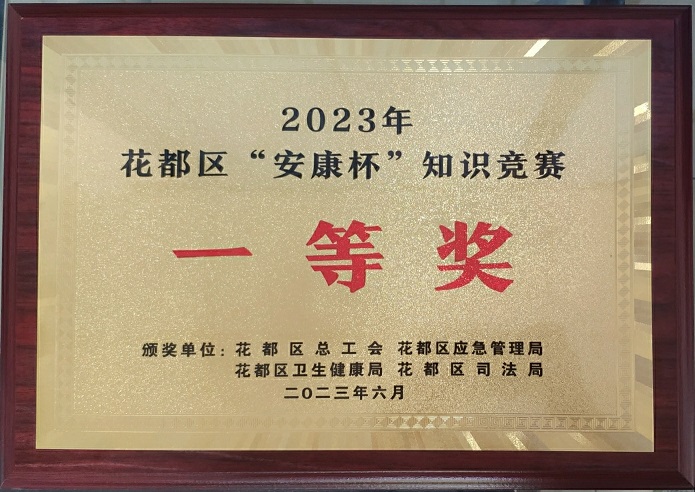 2023年
花都区“安康杯”知识竞赛
一等奖
颁奖单位：花都区总工会 花都区应急管理局
花都区卫生健康局 花都区司法局
二〇二三年六月